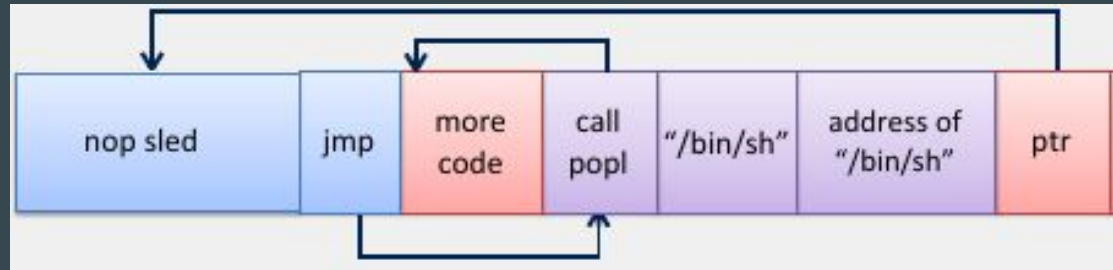 nop sled
jmp
more
code
call
popl
“/bin/sh”
address of
“/bin/sh”
ptr